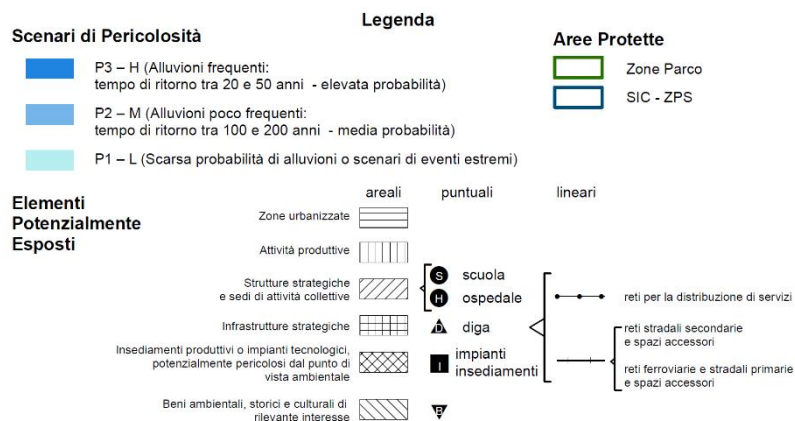 Legenda
Scenari di Pericolosità
P3 – H (Alluvioni frequenti:
tempo di ritorno tra 20 e 50 anni - elevata probabilità)
P2 – M (Alluvioni poco frequenti:
tempo di ritorno tra 100 e 200 anni - media probabilità)
P1 – L (Scarsa probabilità di alluvioni o scenari di eventi estremi)
Aree Protette
Zone Parco
SIC - ZPS
Elementi
Potenzialmente
Esposti
areali puntuali lineari
Zone urbanizzate
Attività produttive
Strutture strategiche
e sedi di attività collettive
S scuola
H ospedale
Infrastrutture strategiche
D diga
Insediamenti produttivi o impianti tecnologici,
potenzialmente pericolosi dal punto di
vista ambientale
I impianti
insediamenti
Beni ambientali, storici e culturali di
rilevante interesse
B
reti per la distribuzione di servizi
reti stradali secondarie
e spazi accessori
reti ferroviarie e stradali primarie
e spazi accessori